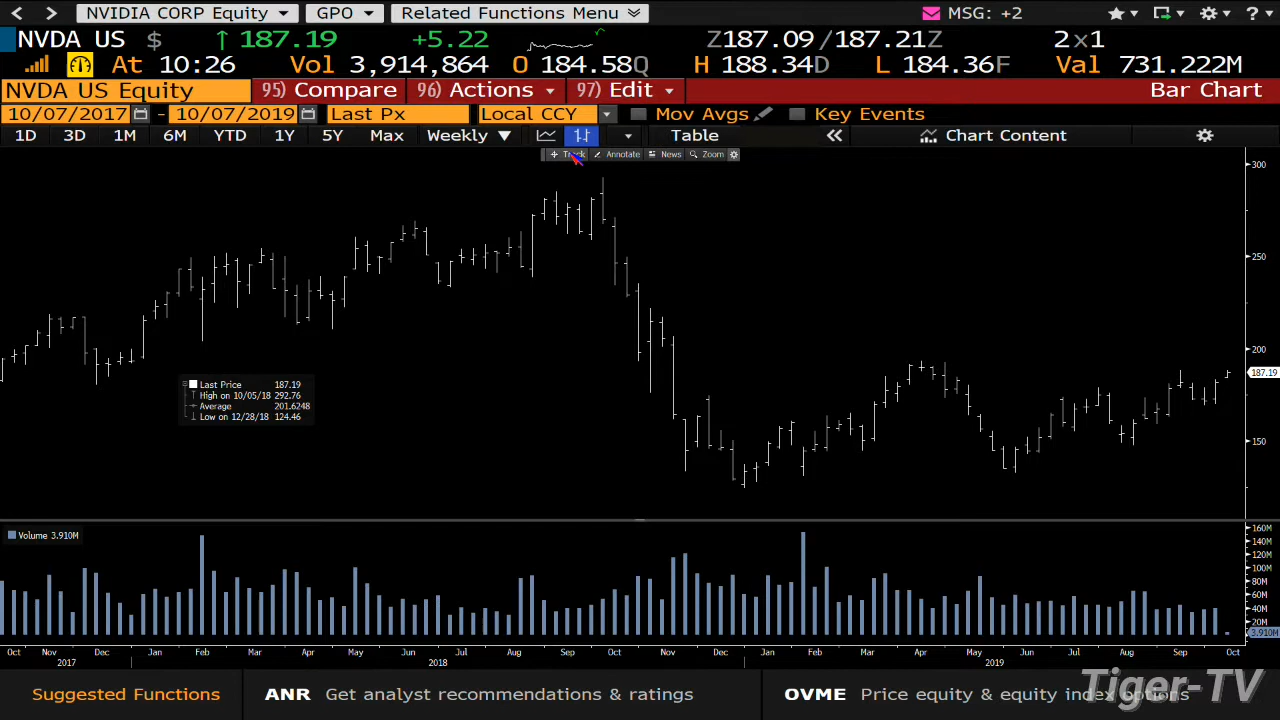 NVIDIA CORP Equity GPO Related Functions Menu MSG: +2 ?
NVDA US $ ↑187.19 +5.22 Z187.09/187.21Z 2×1
At 10:26 Vol 3,914,864 O 184.58Q H 188.34D L 184.36F Val 731.222M
NVDA US Equity 95) Compare 96) Actions 97) Edit Bar Chart
10/07/2017 - 10/07/2019 Last Px Local CCY Mov Avgs Key Events
1D 3D 1M 6M YTD 1Y 5Y Max Weekly ▼ Table « Chart Content
Track Annotate News Zoom
300
250
200
187.19
150
Last Price 187.19
High on 10/05/18 292.76
Average 201.6248
Low on 12/28/18 124.46
Volume 3.910M
160M
140M
120M
100M
80M
60M
40M
20M
3.910M
Oct Nov Dec Jan Feb Mar Apr May Jun Jul Aug Sep Oct Nov Dec Jan Feb Mar Apr May Jun Jul Aug Sep Oct
2017 2018 2019
Suggested Functions ANR Get analyst recommendations & ratings OVME Price equity & equity index options
Tiger-TV